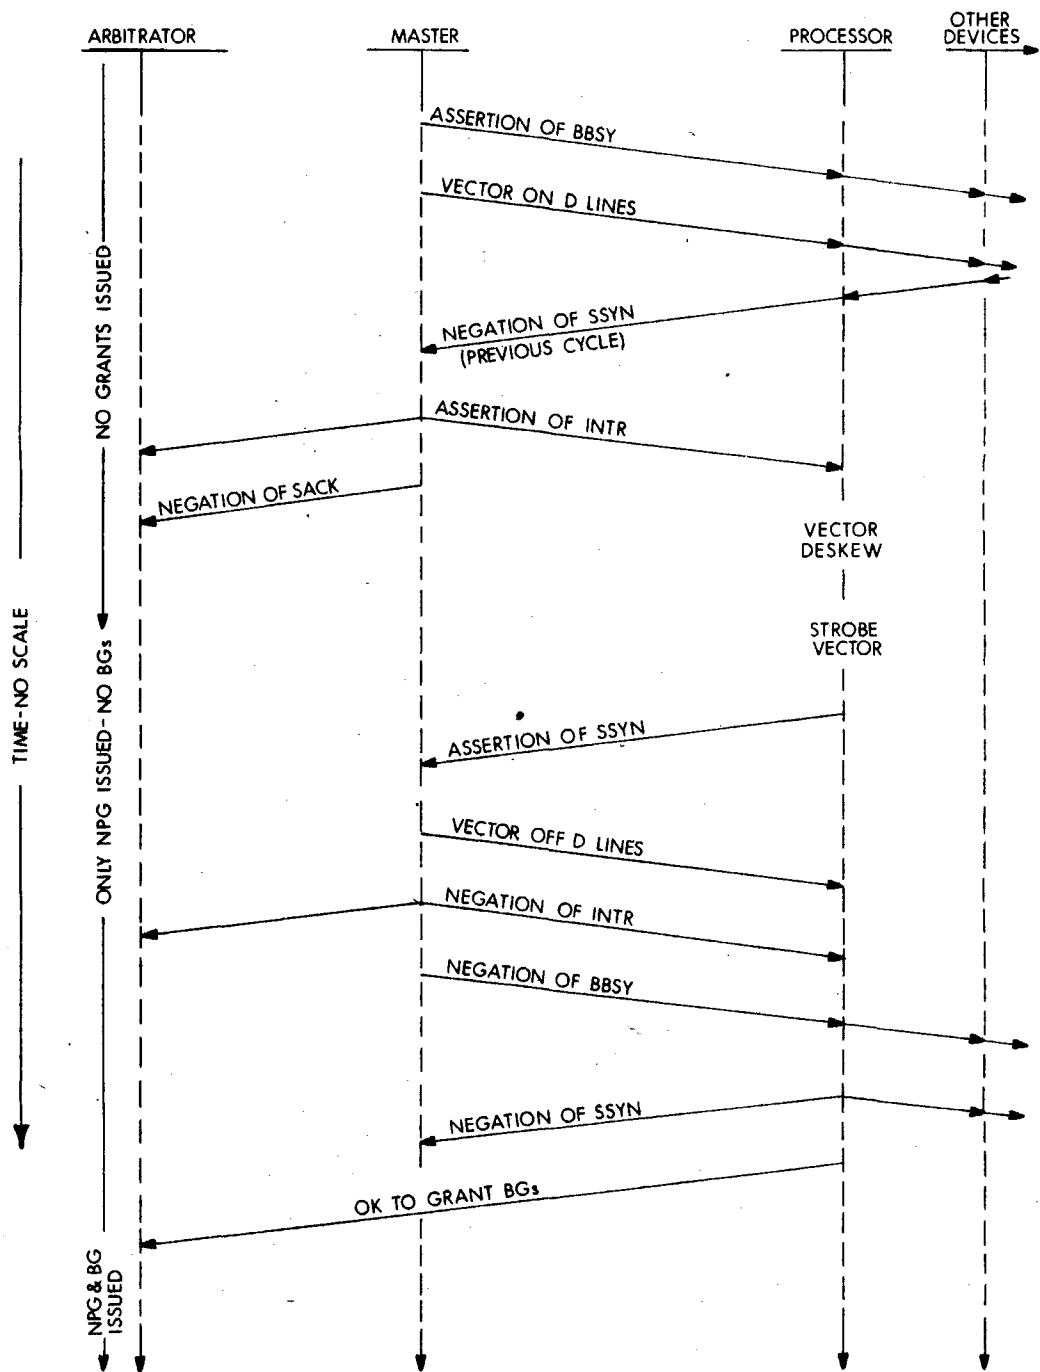 ARBITRATOR
MASTER
PROCESSOR
OTHER
DEVICES
ASSERTION OF BBSY
VECTOR ON D LINES
NEGATION OF SSYN
(PREVIOUS CYCLE)
ASSERTION OF INTR
NEGATION OF SACK
VECTOR
DESKEW
STROBE
VECTOR
ASSERTION OF SSYN
VECTOR OFF D LINES
NEGATION OF INTR
NEGATION OF BBSY
NEGATION OF SSYN
OK TO GRANT BGs
TIME-NO SCALE
NO GRANTS ISSUED
ONLY NPG ISSUED-NO BGs
NPG & BG
ISSUED